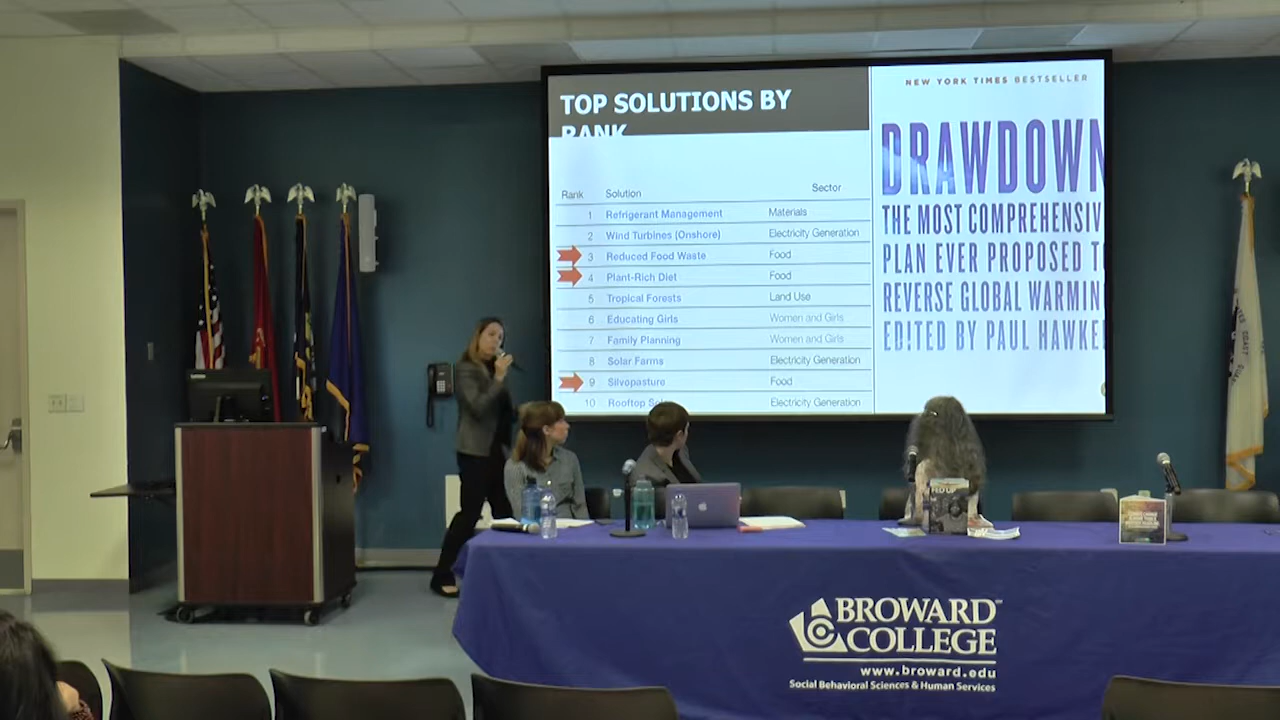 TOP SOLUTIONS BY
RANK
Rank Solution Sector
1 Refrigerant Management Materials
2 Wind Turbines (Onshore) Electricity Generation
3 Reduced Food Waste Food
4 Plant-Rich Diet Food
5 Tropical Forests Land Use
6 Educating Girls Women and Girls
7 Family Planning Women and Girls
8 Solar Farms Electricity Generation
9 Silvopasture Food
10 Rooftop Electricity Generation
NEW YORK TIMES BESTSELLER
DRAWDOWN
THE MOST COMPREHENSIV
PLAN EVER PROPOSED T
REVERSE GLOBAL WARMIN
EDITED BY PAUL HAWKE
BROWARD™
COLLEGE
www.broward.edu
Social Behavioral Sciences & Human Services